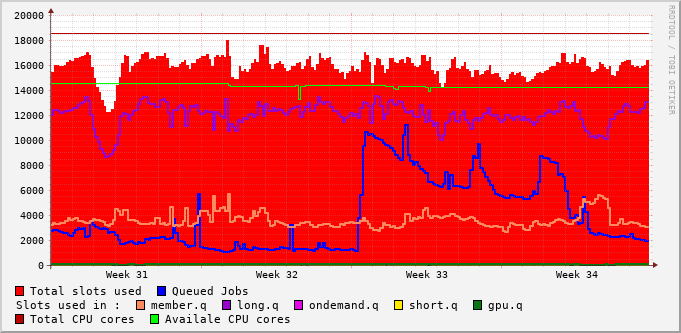 20000
18000
16000
14000
12000
10000
8000
6000
4000
2000
0
Week 31 Week 32 Week 33 Week 34
Total slots used Queued Jobs
Slots used in : member.q long.q ondemand.q short.q gpu.q
Total CPU cores Availale CPU cores
RRDTOOL / TOBI OETIKER